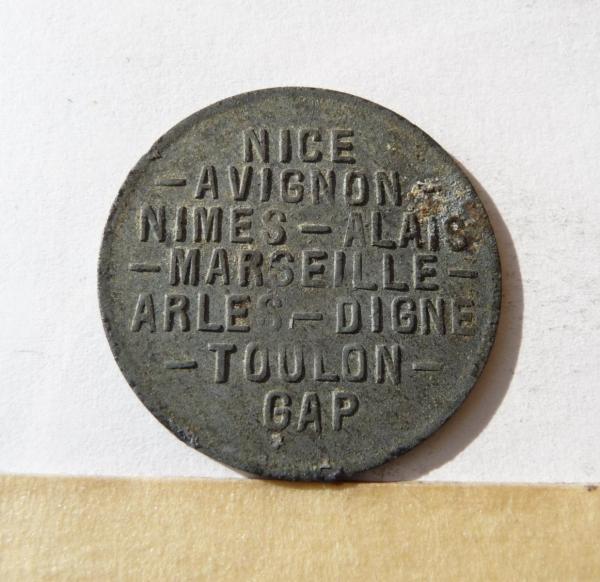 NICE
—AVIGNON—
NIMES—ALAIS
—MARSEILLE—
ARLES—DIGNE
—TOULON—
GAP